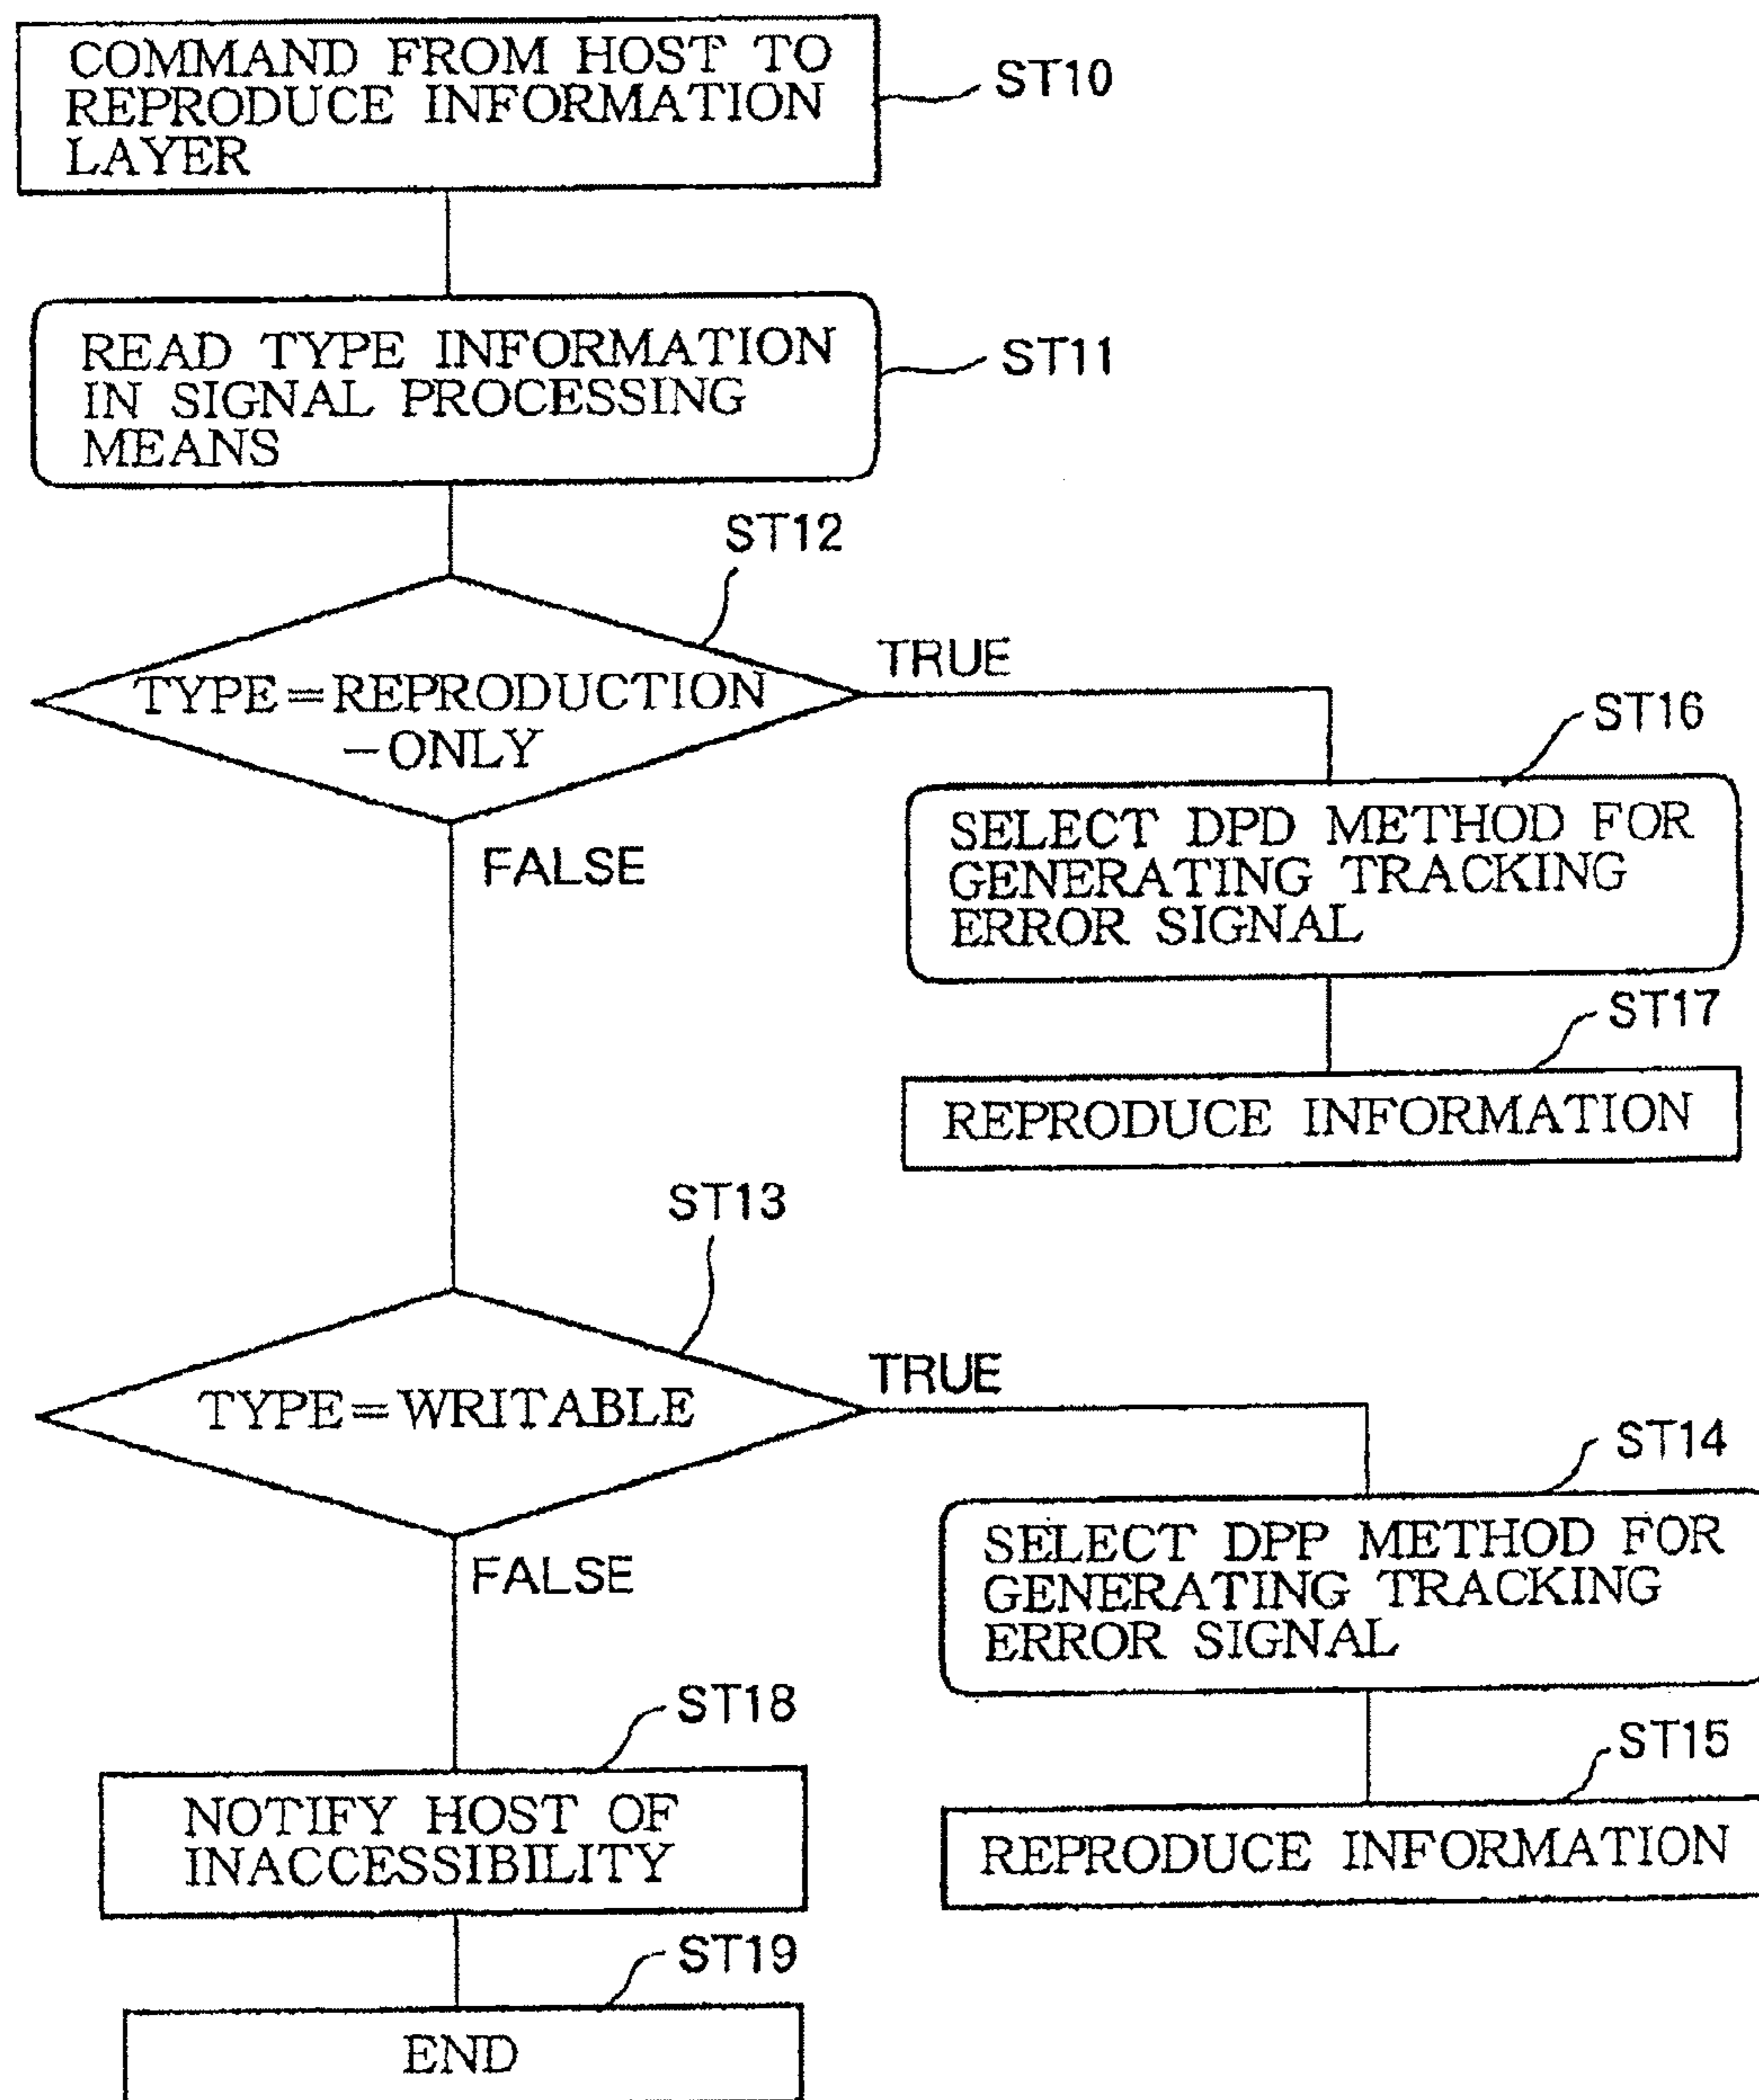 COMMAND FROM HOST TO
REPRODUCE INFORMATION
LAYER
ST10
READ TYPE INFORMATION
IN SIGNAL PROCESSING
MEANS
ST11
ST12
TYPE=REPRODUCTION
-ONLY
TRUE
FALSE
ST16
SELECT DPD METHOD FOR
GENERATING TRACKING
ERROR SIGNAL
ST17
REPRODUCE INFORMATION
ST13
TYPE=WRITABLE
TRUE
FALSE
ST14
SELECT DPP METHOD FOR
GENERATING TRACKING
ERROR SIGNAL
ST15
REPRODUCE INFORMATION
ST18
NOTIFY HOST OF
INACCESSIBILITY
ST19
END